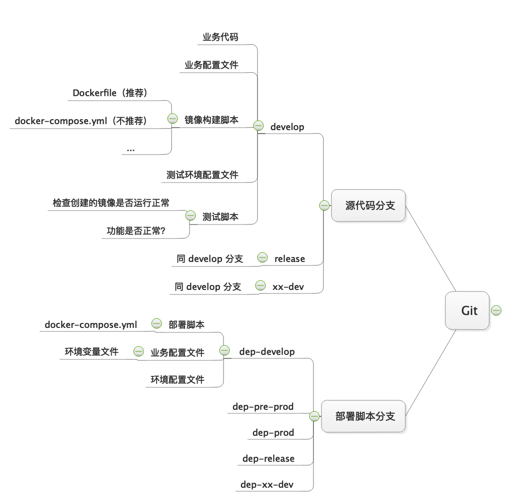 业务代码
业务配置文件
Dockerfile（推荐）
docker-compose.yml（不推荐）
...
镜像构建脚本
develop
测试环境配置文件
检查创建的镜像是否运行正常
功能是否正常?
测试脚本
源代码分支
同 develop 分支
release
同 develop 分支
xx-dev
Git
docker-compose.yml
部署脚本
环境变量文件
业务配置文件
dep-develop
环境配置文件
dep-pre-prod
部署脚本分支
dep-prod
dep-release
dep-xx-dev